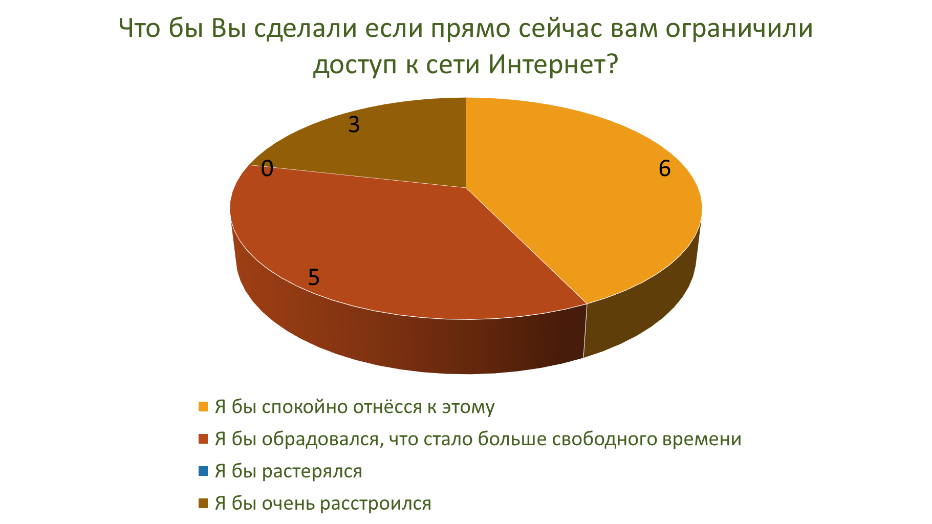 Что бы Вы сделали если прямо сейчас вам ограничили
доступ к сети Интернет?
3
0
6
5
Я бы спокойно отнёсся к этому
Я бы обрадовался, что стало больше свободного времени
Я бы растерялся
Я бы очень расстроился